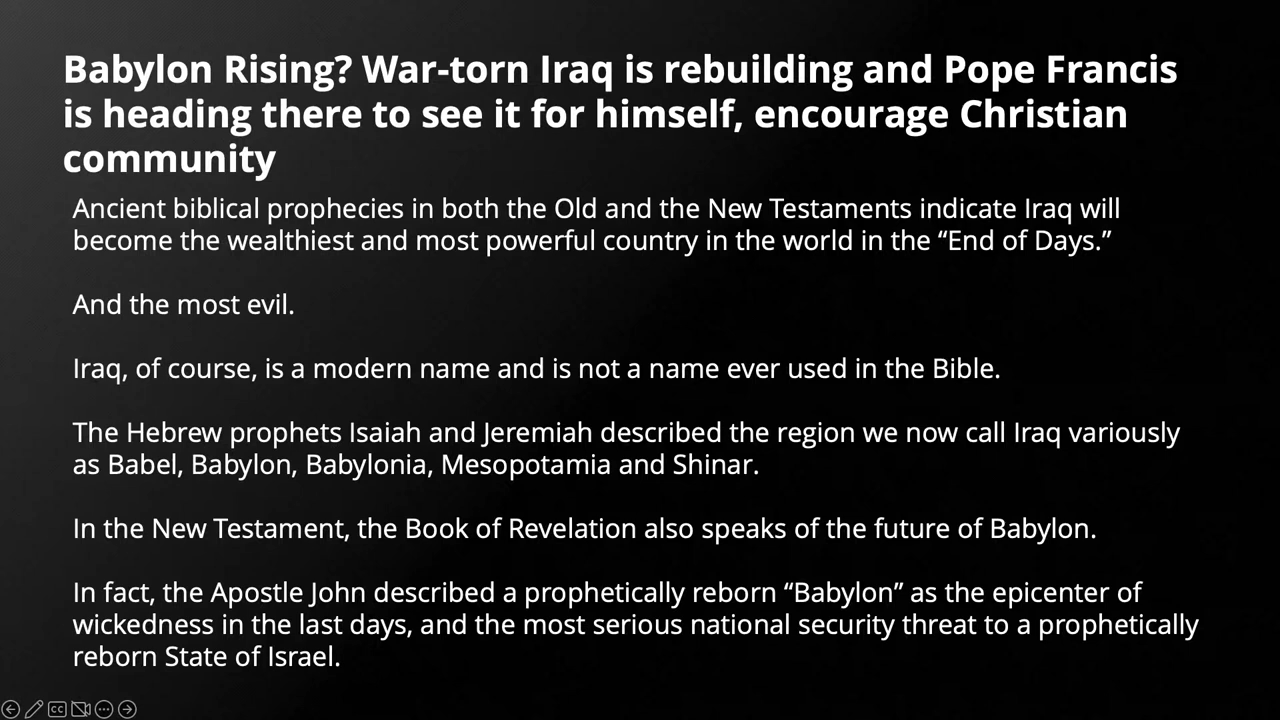 Babylon Rising? War-torn Iraq is rebuilding and Pope Francis
is heading there to see it for himself, encourage Christian
community
Ancient biblical prophecies in both the Old and the New Testaments indicate Iraq will
become the wealthiest and most powerful country in the world in the “End of Days.”
And the most evil.
Iraq, of course, is a modern name and is not a name ever used in the Bible.
The Hebrew prophets Isaiah and Jeremiah described the region we now call Iraq variously
as Babel, Babylon, Babylonia, Mesopotamia and Shinar.
In the New Testament, the Book of Revelation also speaks of the future of Babylon.
In fact, the Apostle John described a prophetically reborn “Babylon” as the epicenter of
wickedness in the last days, and the most serious national security threat to a prophetically
reborn State of Israel.
CC